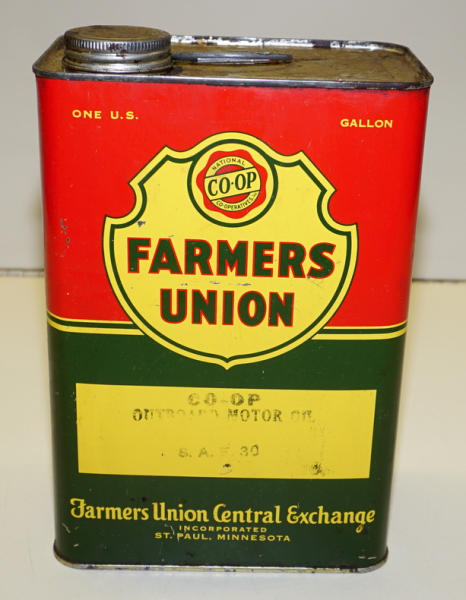 ONE U.S. GALLON
NATIONAL
CO-OP
CO-OPERATIVES
FARMERS
UNION
CO-OP
OUTBOARD MOTOR OIL
S. A. E. 30
Farmers Union Central Exchange
INCORPORATED
ST. PAUL, MINNESOTA